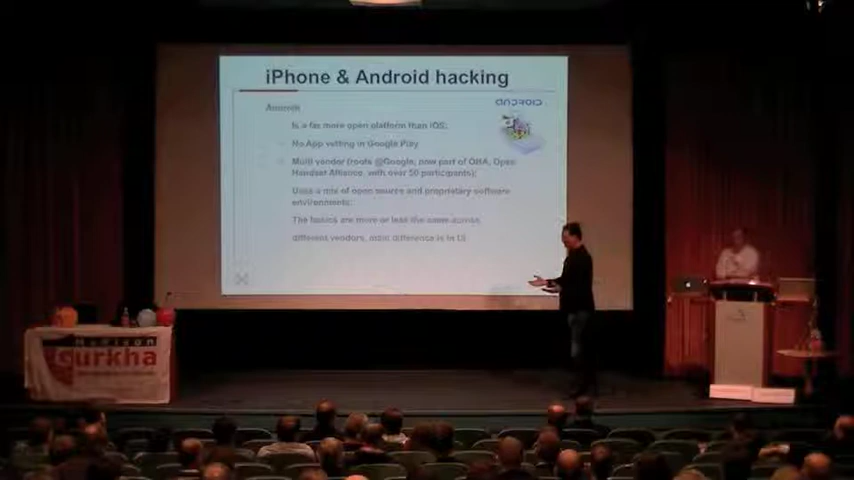 iPhone & Android hacking
ANDROID
Android
Is a far more open platform than iOS;
No App vetting in Google Play
Multi vendor (roots @Google, now part of OHA, Open
Handset Alliance, with over 50 participants);
Uses a mix of open source and proprietary software
environments;
The basics are more or less the same across
different vendors, main difference is in UI
Madison
Gurkha